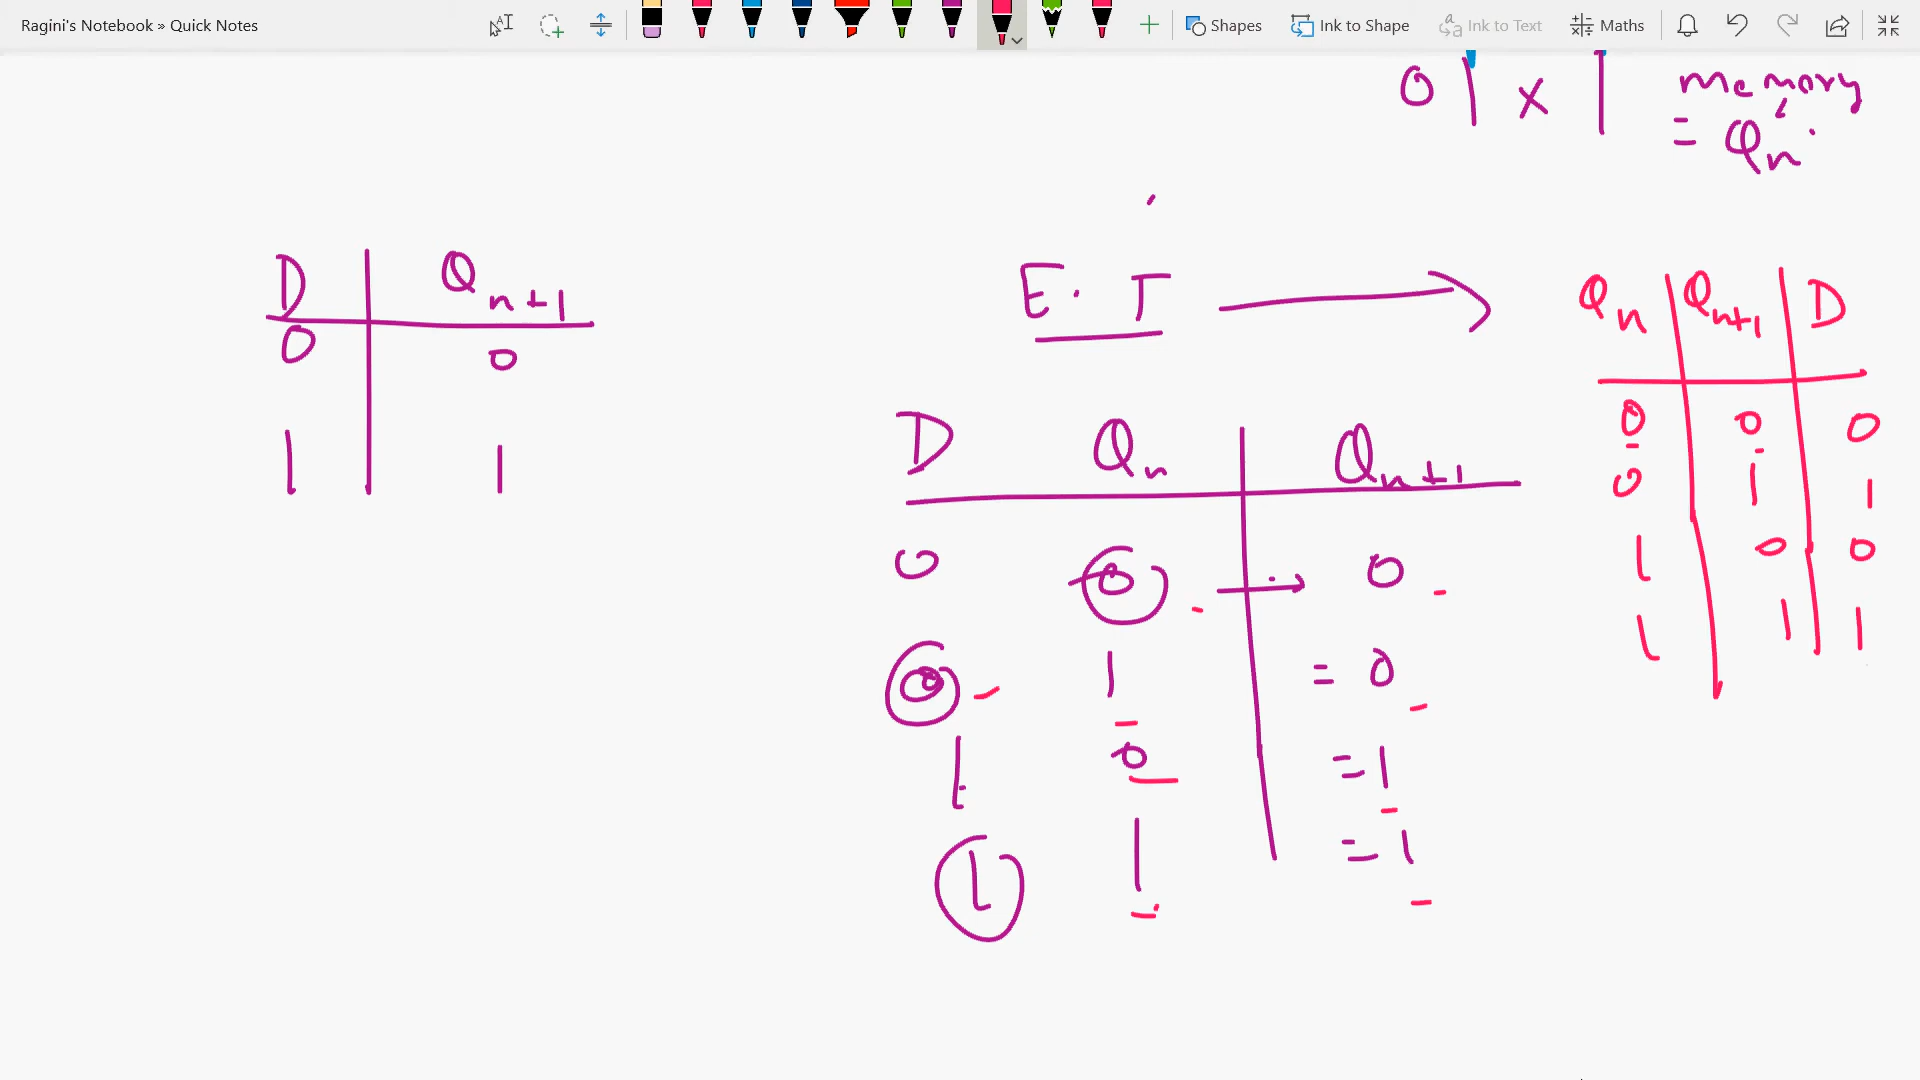 Ragini's Notebook » Quick Notes
Shapes
Ink to Shape
Ink to Text
Maths
0 | x | memory
= Qn
D | Qn+1
0 | 0
1 | 1
E.T →
D Qn | Qn+1
0 0 → 0
0 1 = 0
1 0 = 1
1 1 = 1
Qn | Qn+1 | D
0 0 0
0 1 1
1 0 0
1 1 1